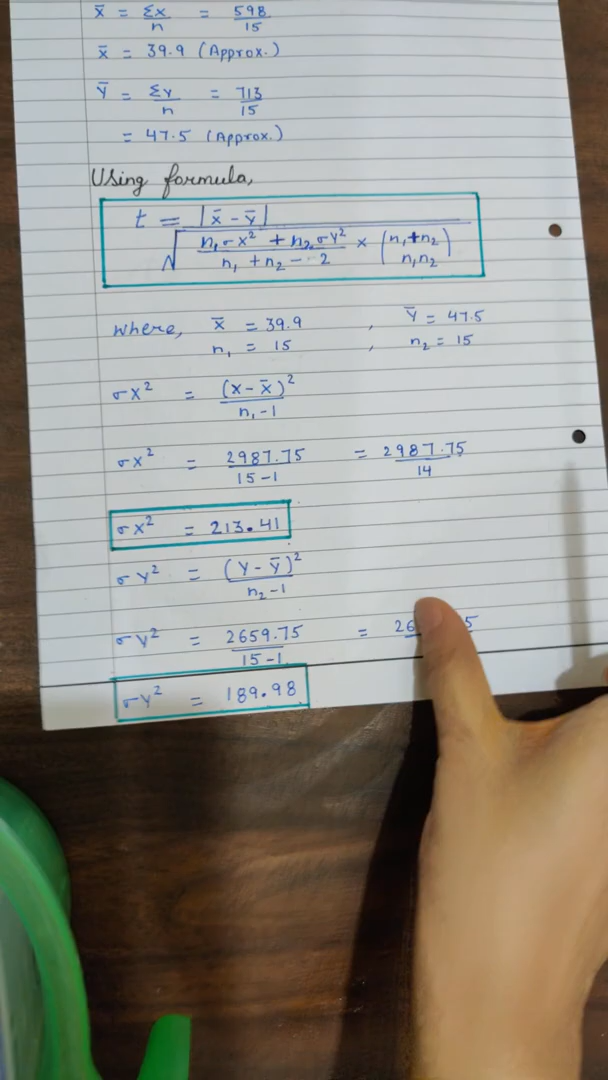 x̄ = Σx/n = 598/15
x̄ = 39.9 (Approx.)
Ȳ = Σy/n = 713/15
= 47.5 (Approx.)
Using formula,
t = |x̄ - ȳ| / √((n₁σx² + n₂σy²)/(n₁ + n₂ - 2) × ((n₁+n₂)/(n₁n₂)))
where, x̄ = 39.9 , Ȳ = 47.5
n₁ = 15 , n₂ = 15
σx² = (x-x̄)²/(n₁-1)
σx² = 2987.75/(15-1) = 2987.75/14
σx² = 213.41
σy² = (Y-Ȳ)²/(n₂-1)
σy² = 2659.75/(15-1) = 26
σy² = 189.98